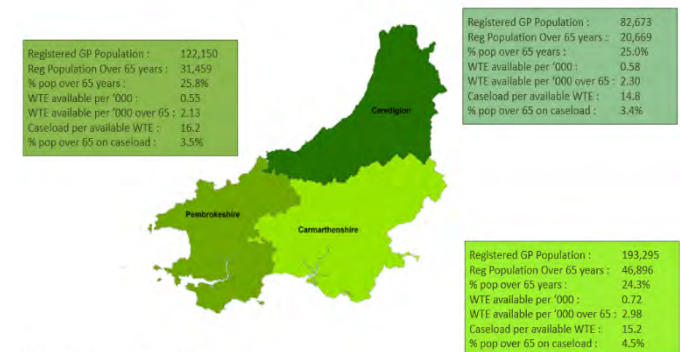 Registered GP Population : 122,150
Reg Population Over 65 years : 31,459
% pop over 65 years : 25.8%
WTE available per '000 : 0.55
WTE available per '000 over 65 : 2.13
Caseload per available WTE : 16.2
% pop over 65 on caseload : 3.5%
Registered GP Population : 82,673
Reg Population Over 65 years : 20,669
% pop over 65 years : 25.0%
WTE available per '000 : 0.58
WTE available per '000 over 65 : 2.30
Caseload per available WTE : 14.8
% pop over 65 on caseload : 3.4%
Ceredigion
Pembrokeshire
Carmarthenshire
Registered GP Population : 193,295
Reg Population Over 65 years : 46,896
% pop over 65 years : 24.3%
WTE available per '000 : 0.72
WTE available per '000 over 65 : 2.98
Caseload per available WTE : 15.2
% pop over 65 on caseload : 4.5%